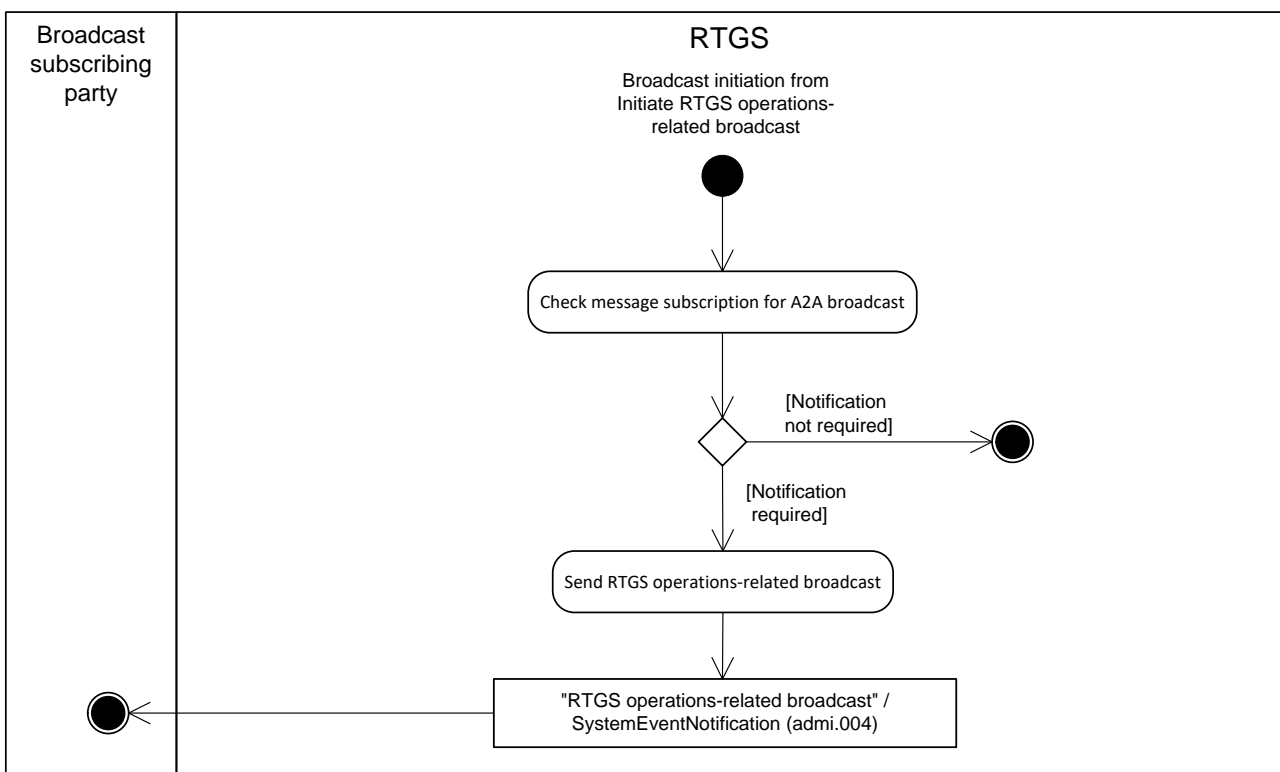 Broadcast
subscribing
party
RTGS
Broadcast initiation from
Initiate RTGS operations-
related broadcast
Check message subscription for A2A broadcast
[Notification
not required]
[Notification
required]
Send RTGS operations-related broadcast
"RTGS operations-related broadcast" /
SystemEventNotification (admi.004)